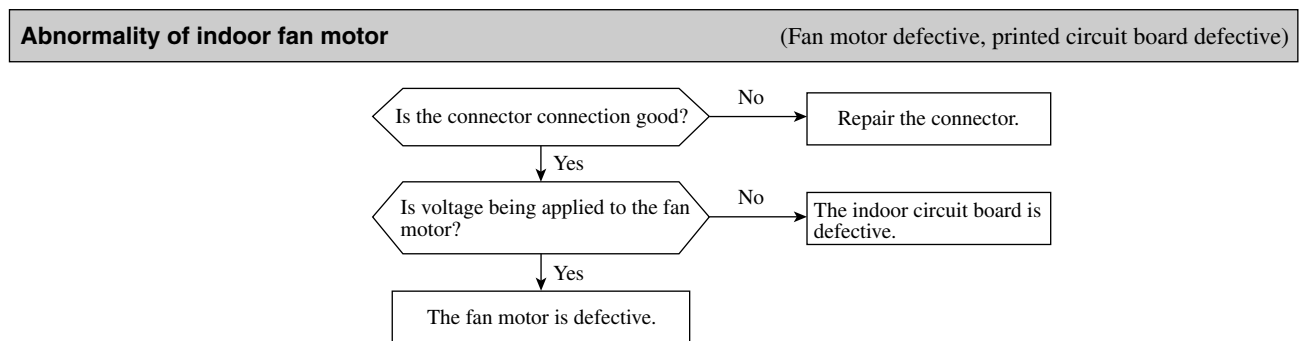 Abnormality of indoor fan motor (Fan motor defective, printed circuit board defective)
Is the connector connection good?
No
Repair the connector.
Yes
Is voltage being applied to the fan
motor?
No
The indoor circuit board is
defective.
Yes
The fan motor is defective.